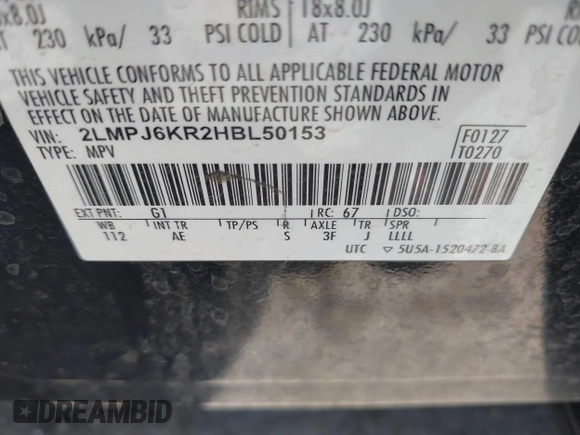 x8.0J RIMS 18x8.0J RIMS
AT 230 kPa/ 33 PSI COLD AT 230 kPa/ 33 PSI COLD
THIS VEHICLE CONFORMS TO ALL APPLICABLE FEDERAL MOTOR
VEHICLE SAFETY AND THEFT PREVENTION STANDARDS IN
EFFECT ON THE DATE OF MANUFACTURE SHOWN ABOVE.
VIN: 2LMPJ6KR2HBL50153 F0127
TYPE: MPV T0270
EXT PNT: G1 RC: 67 DSO:
WB INT TR TP/PS R AXLE TR SPR
112 AE S 3F J LLLL
UTC ▽ 5U5A-1520472-BA
DREAMBID